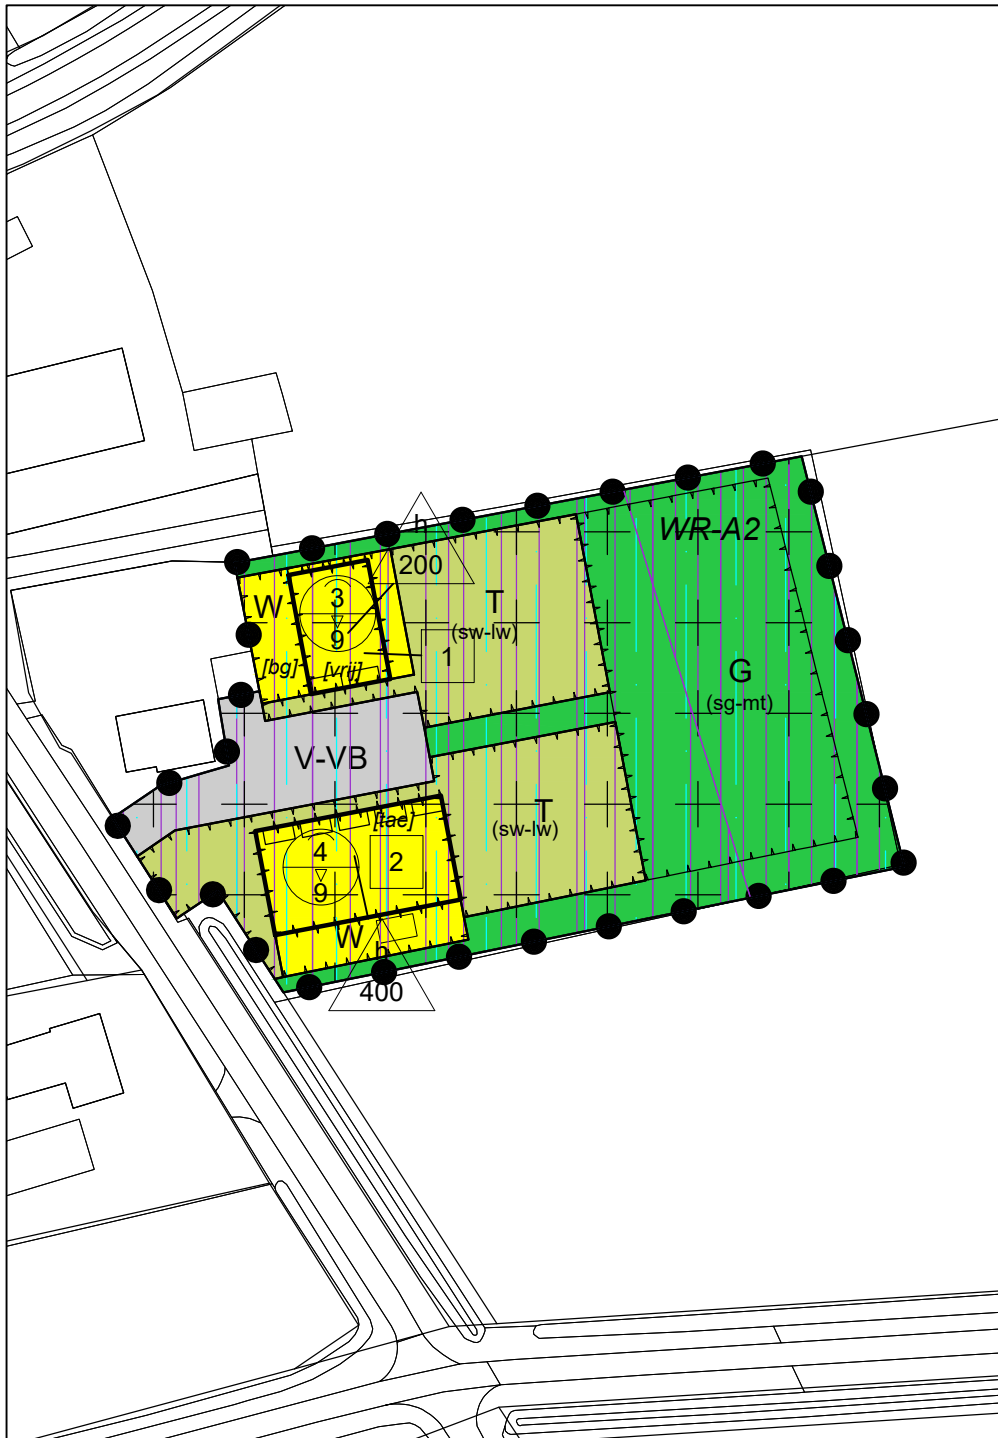 h
200
WR-A2
3
9
W
T
(sw-lw)
1
[bg]
[vrij]
G
(sg-mt)
V-VB
[tae]
T
(sw-lw)
4
9
2
W
h
400